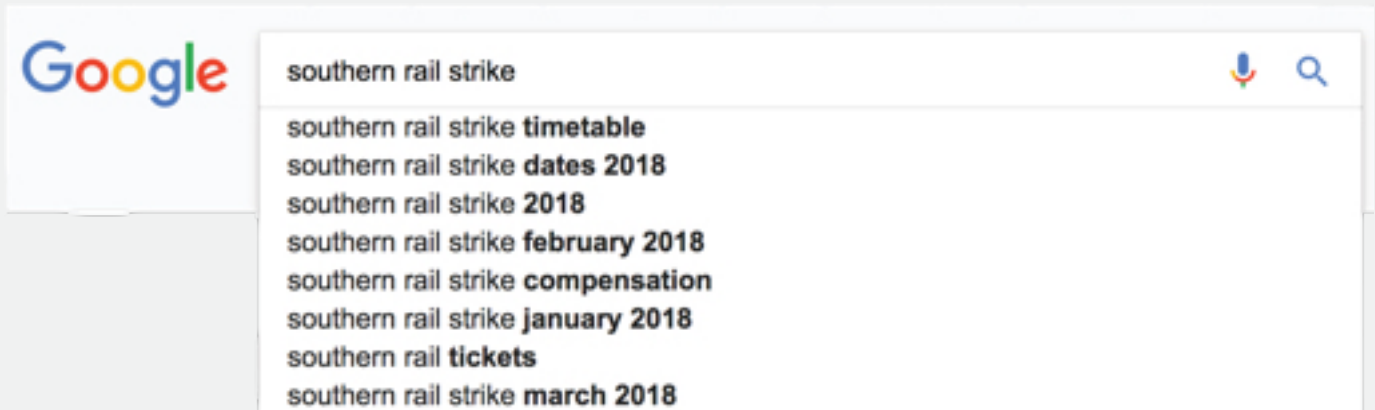 Google
southern rail strike
southern rail strike timetable
southern rail strike dates 2018
southern rail strike 2018
southern rail strike february 2018
southern rail strike compensation
southern rail strike january 2018
southern rail tickets
southern rail strike march 2018